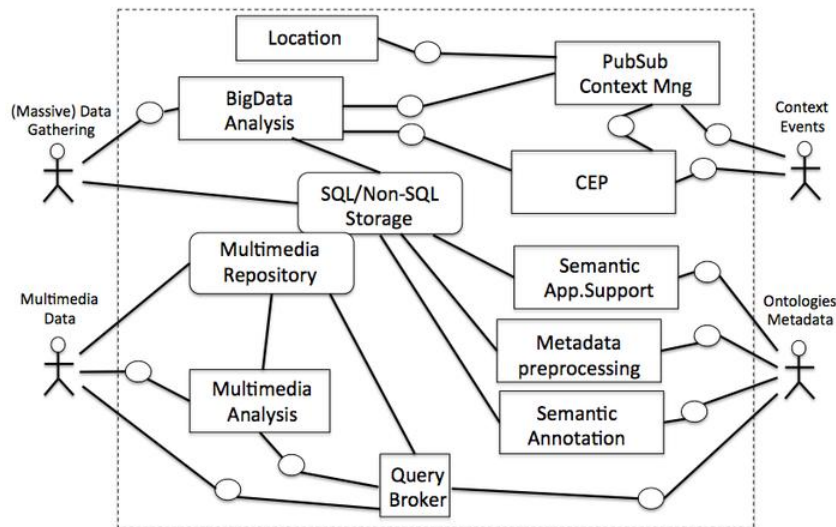 Location
PubSub
Context Mng
(Massive) Data
Gathering
BigData
Analysis
Context
Events
CEP
SQL/Non-SQL
Storage
Multimedia
Repository
Semantic
App.Support
Multimedia
Data
Ontologies
Metadata
Metadata
preprocessing
Multimedia
Analysis
Semantic
Annotation
Query
Broker